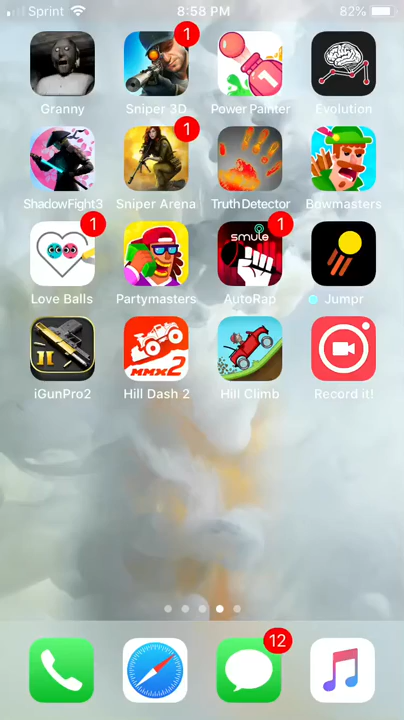 Sprint 8:58 PM 82%
1
Granny Sniper 3D Power Painter Evolution
1
ShadowFight3 Sniper Arena TruthDetector Bowmasters
1 smule 1
Love Balls Partymasters AutoRap Jumpr
II MMX2
iGunPro2 Hill Dash 2 Hill Climb Record it!
12